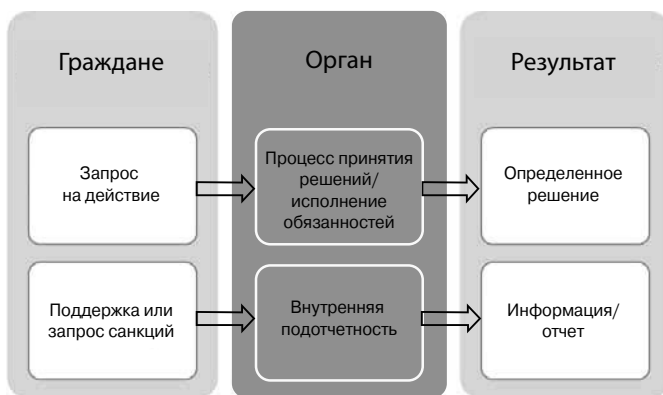 Граждане
Орган
Результат
Запрос
на действие
Процесс принятия
решений/
исполнение
обязанностей
Определенное
решение
Поддержка или
запрос санкций
Внутренняя
подотчетность
Информация/
отчет